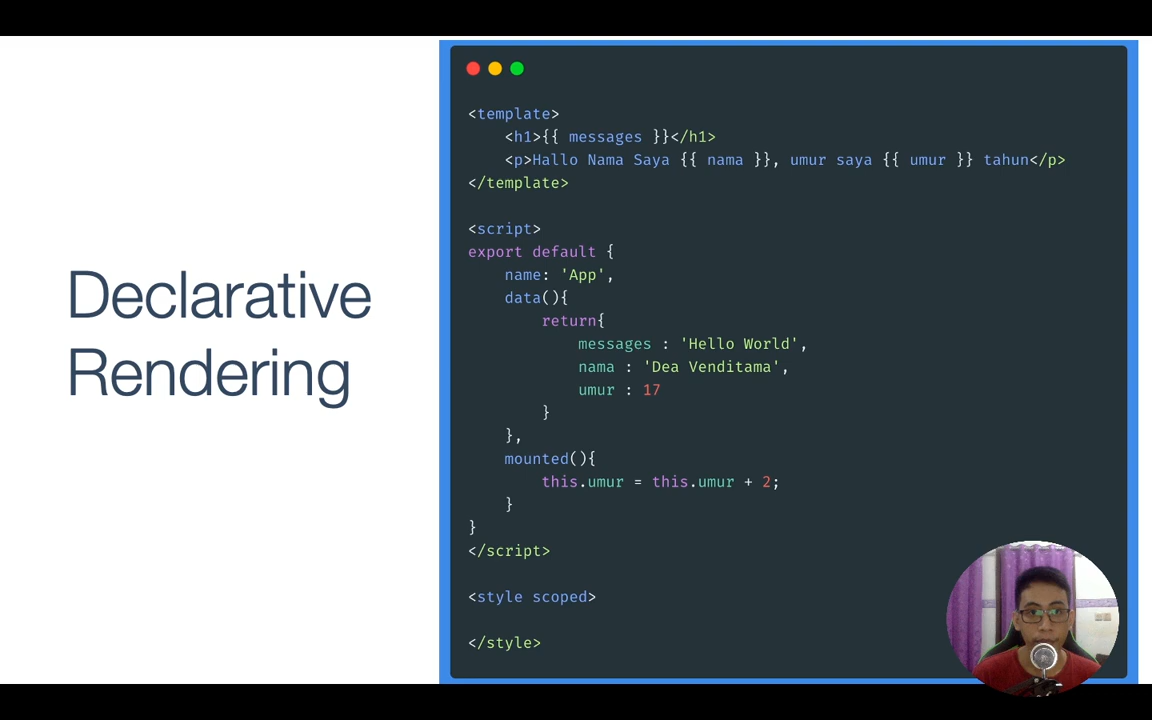 Declarative
Rendering
<template>
    <h1>{{ messages }}</h1>
    <p>Hallo Nama Saya {{ nama }}, umur saya {{ umur }} tahun</p>
</template>

<script>
export default {
    name: 'App',
    data(){
        return{
            messages : 'Hello World',
            nama : 'Dea Venditama',
            umur : 17
        }
    },
    mounted(){
        this.umur = this.umur + 2;
    }
}
</script>

<style scoped>

</style>